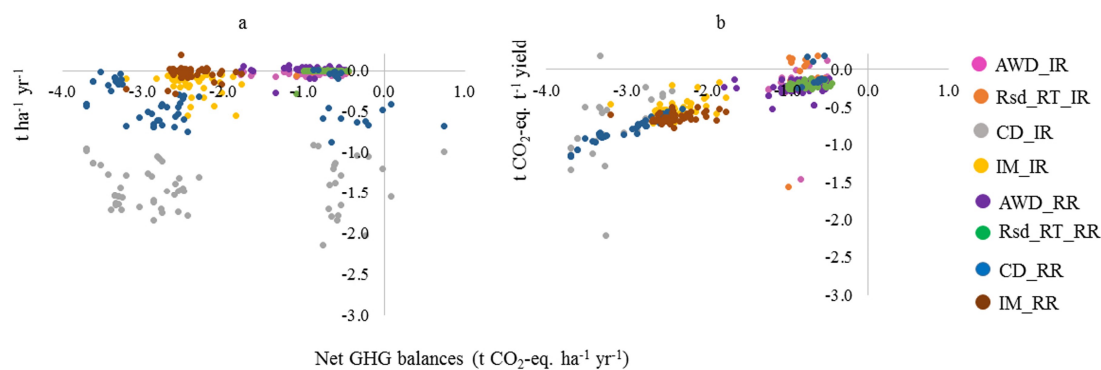 a
b
t ha-1 yr-1
-4.0 -3.0 -2.0 -1.0 0.0 1.0
0.0
-0.5
-1.0
-1.5
-2.0
-2.5
-3.0
t CO2-eq. t-1 yield
-4.0 -3.0 -2.0 -1.0 0.0 1.0
0.0
-0.5
-1.0
-1.5
-2.0
-2.5
-3.0
AWD_IR
Rsd_RT_IR
CD_IR
IM_IR
AWD_RR
Rsd_RT_RR
CD_RR
IM_RR
Net GHG balances (t CO2-eq. ha-1 yr-1)